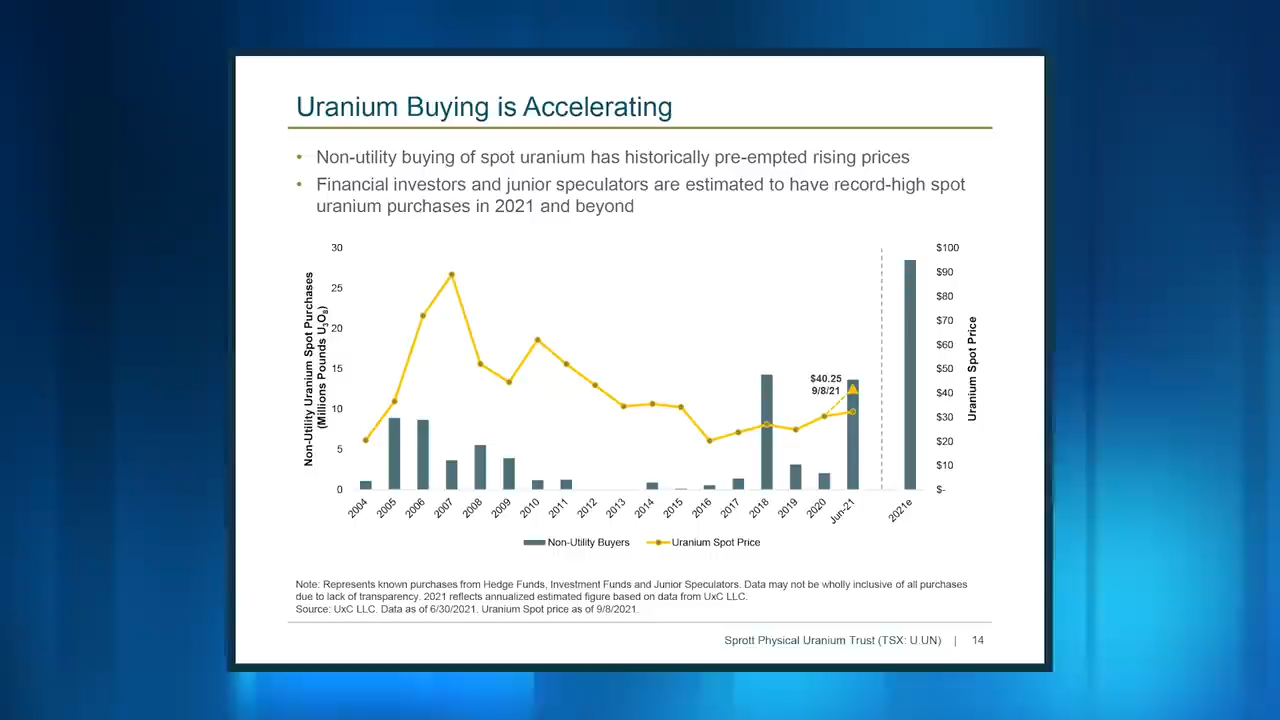 Uranium Buying is Accelerating
• Non-utility buying of spot uranium has historically pre-empted rising prices
• Financial investors and junior speculators are estimated to have record-high spot
uranium purchases in 2021 and beyond
Non-Utility Uranium Spot Purchases
(Millions Pounds U₃O₈)
30
25
20
15
10
5
0
$40.25
9/8/21
$100
$90
$80
$70
$60
$50
$40
$30
$20
$10
$-
Uranium Spot Price
2004
2005
2006
2007
2008
2009
2010
2011
2012
2013
2014
2015
2016
2017
2018
2019
2020
Jun-21
2021e
Non-Utility Buyers
Uranium Spot Price
Note: Represents known purchases from Hedge Funds, Investment Funds and Junior Speculators. Data may not be wholly inclusive of all purchases
due to lack of transparency. 2021 reflects annualized estimated figure based on data from UxC LLC.
Source: UxC LLC. Data as of 6/30/2021. Uranium Spot price as of 9/8/2021.
Sprott Physical Uranium Trust (TSX: U.UN) | 14